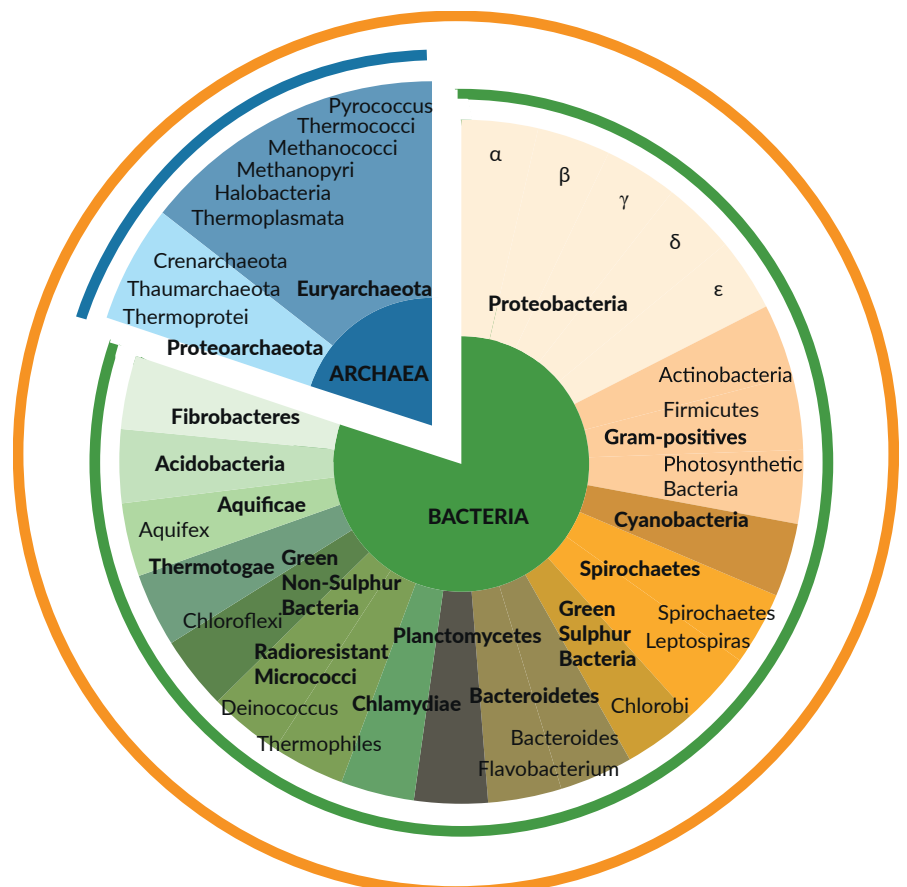 Pyrococcus
Thermococci
Methanococci
Methanopyri
Halobacteria
Thermoplasmata
Crenarchaeota
Thaumarchaeota
Thermoprotei
Euryarchaeota
Proteoarchaeota
ARCHAEA
α
β
γ
δ
ε
Proteobacteria
Actinobacteria
Firmicutes
Gram-positives
Photosynthetic
Bacteria
Cyanobacteria
Spirochaetes
Spirochaetes
Leptospiras
Green
Sulphur
Bacteria
Chlorobi
Bacteroidetes
Bacteroides
Flavobacterium
Planctomycetes
Chlamydiae
Radioresistant
Micrococci
Deinococcus
Thermophiles
Green
Non-Sulphur
Bacteria
Chloroflexi
Thermotogae
Aquificae
Aquifex
Acidobacteria
Fibrobacteres
BACTERIA